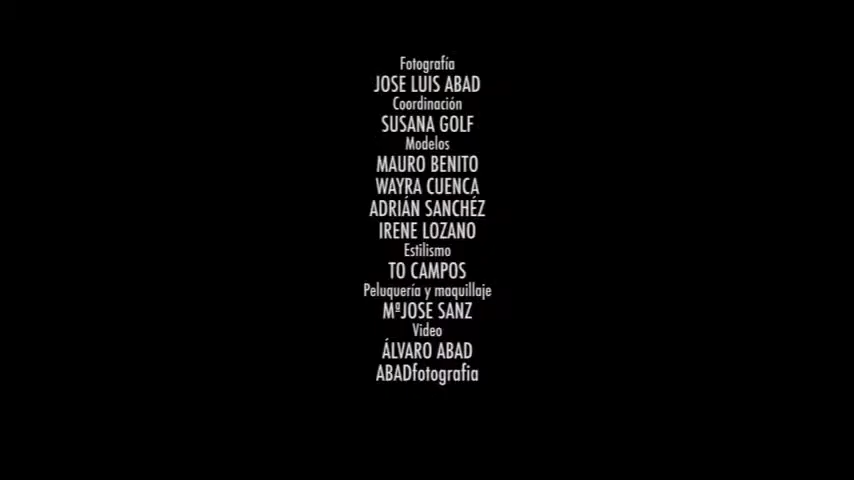 Fotografía
JOSE LUIS ABAD
Coordinación
SUSANA GOLF
Modelos
MAURO BENITO
WAYRA CUENCA
ADRIÁN SANCHÉZ
IRENE LOZANO
Estilismo
TO CAMPOS
Peluquería y maquillaje
MªJOSE SANZ
Video
ÁLVARO ABAD
ABADfotografia